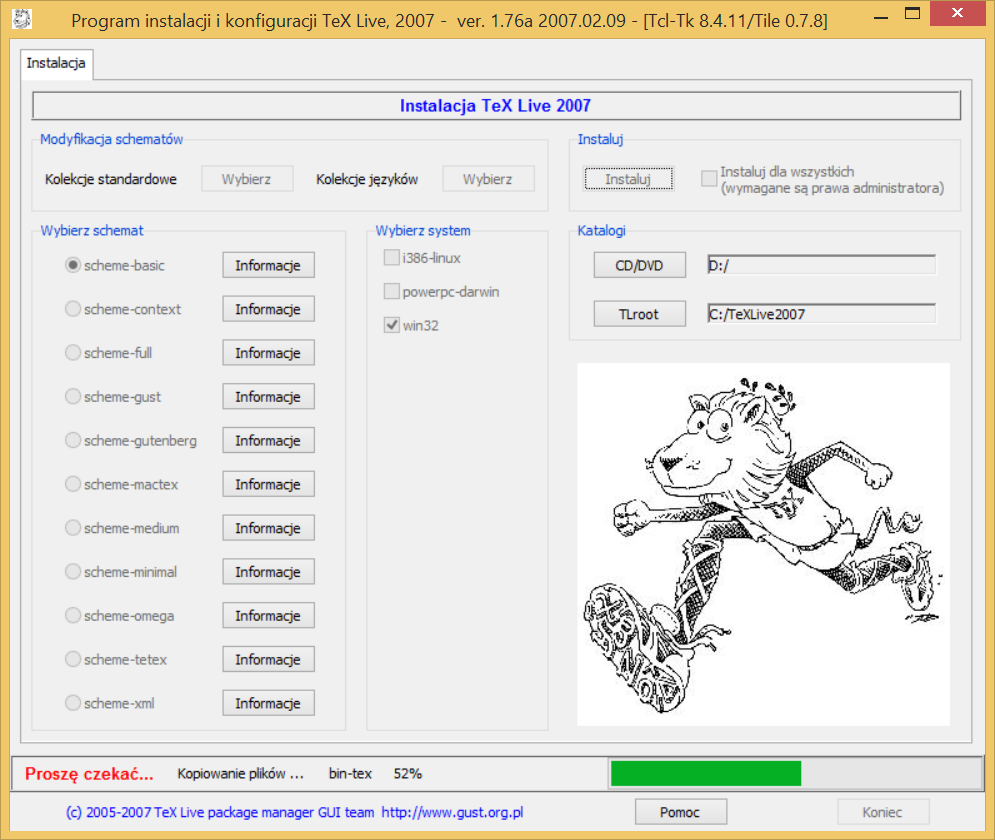 Program instalacji i konfiguracji TeX Live, 2007 - ver. 1.76a 2007.02.09 - [Tcl-Tk 8.4.11/Tile 0.7.8]
Instalacja
Instalacja TeX Live 2007
Modyfikacja schematów
Kolekcje standardowe Wybierz Kolekcje języków Wybierz
Instaluj
Instaluj Instaluj dla wszystkich
(wymagane są prawa administratora)
Wybierz schemat
scheme-basic Informacje
scheme-context Informacje
scheme-full Informacje
scheme-gust Informacje
scheme-gutenberg Informacje
scheme-mactex Informacje
scheme-medium Informacje
scheme-minimal Informacje
scheme-omega Informacje
scheme-tetex Informacje
scheme-xml Informacje
Wybierz system
i386-linux
powerpc-darwin
win32
Katalogi
CD/DVD D:/
TLroot C:/TeXLive2007
Proszę czekać... Kopiowanie plików ... bin-tex 52%
(c) 2005-2007 TeX Live package manager GUI team http://www.gust.org.pl
Pomoc Koniec